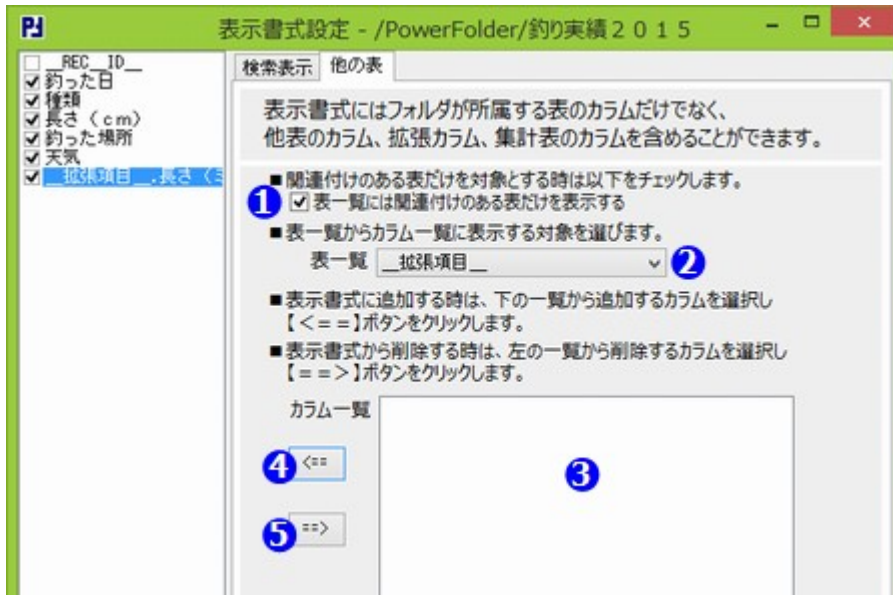 表示書式設定 - /PowerFolder/釣り実績２０１５
__REC_ID__
釣った日
種類
長さ（ｃｍ）
釣った場所
天気
__拡張項目__.長さ（ミ
検索表示 他の表
表示書式にはフォルダが所属する表のカラムだけでなく、
他表のカラム、拡張カラム、集計表のカラムを含めることができます。
■関連付けのある表だけを対象とする時は以下をチェックします。
1 表一覧には関連付けのある表だけを表示する
■表一覧からカラム一覧に表示する対象を選びます。
表一覧 __拡張項目__ 2
■表示書式に追加する時は、下の一覧から追加するカラムを選択し
【＜＝＝】ボタンをクリックします。
■表示書式から削除する時は、左の一覧から削除するカラムを選択し
【＝＝＞】ボタンをクリックします。
カラム一覧
4 <==
3
5 ==>